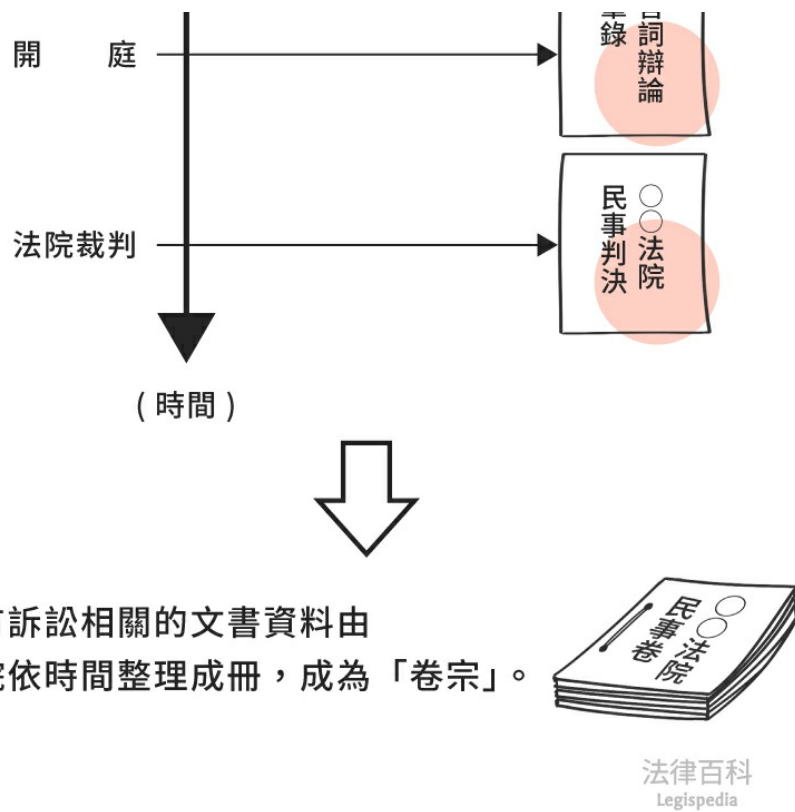 開 庭
言詞辯論
筆錄
法院裁判
○○法院
民事判決
（時間）
訴訟相關的文書資料由
依時間整理成冊，成為「卷宗」。
○○法院
民事卷
法律百科
Legispedia